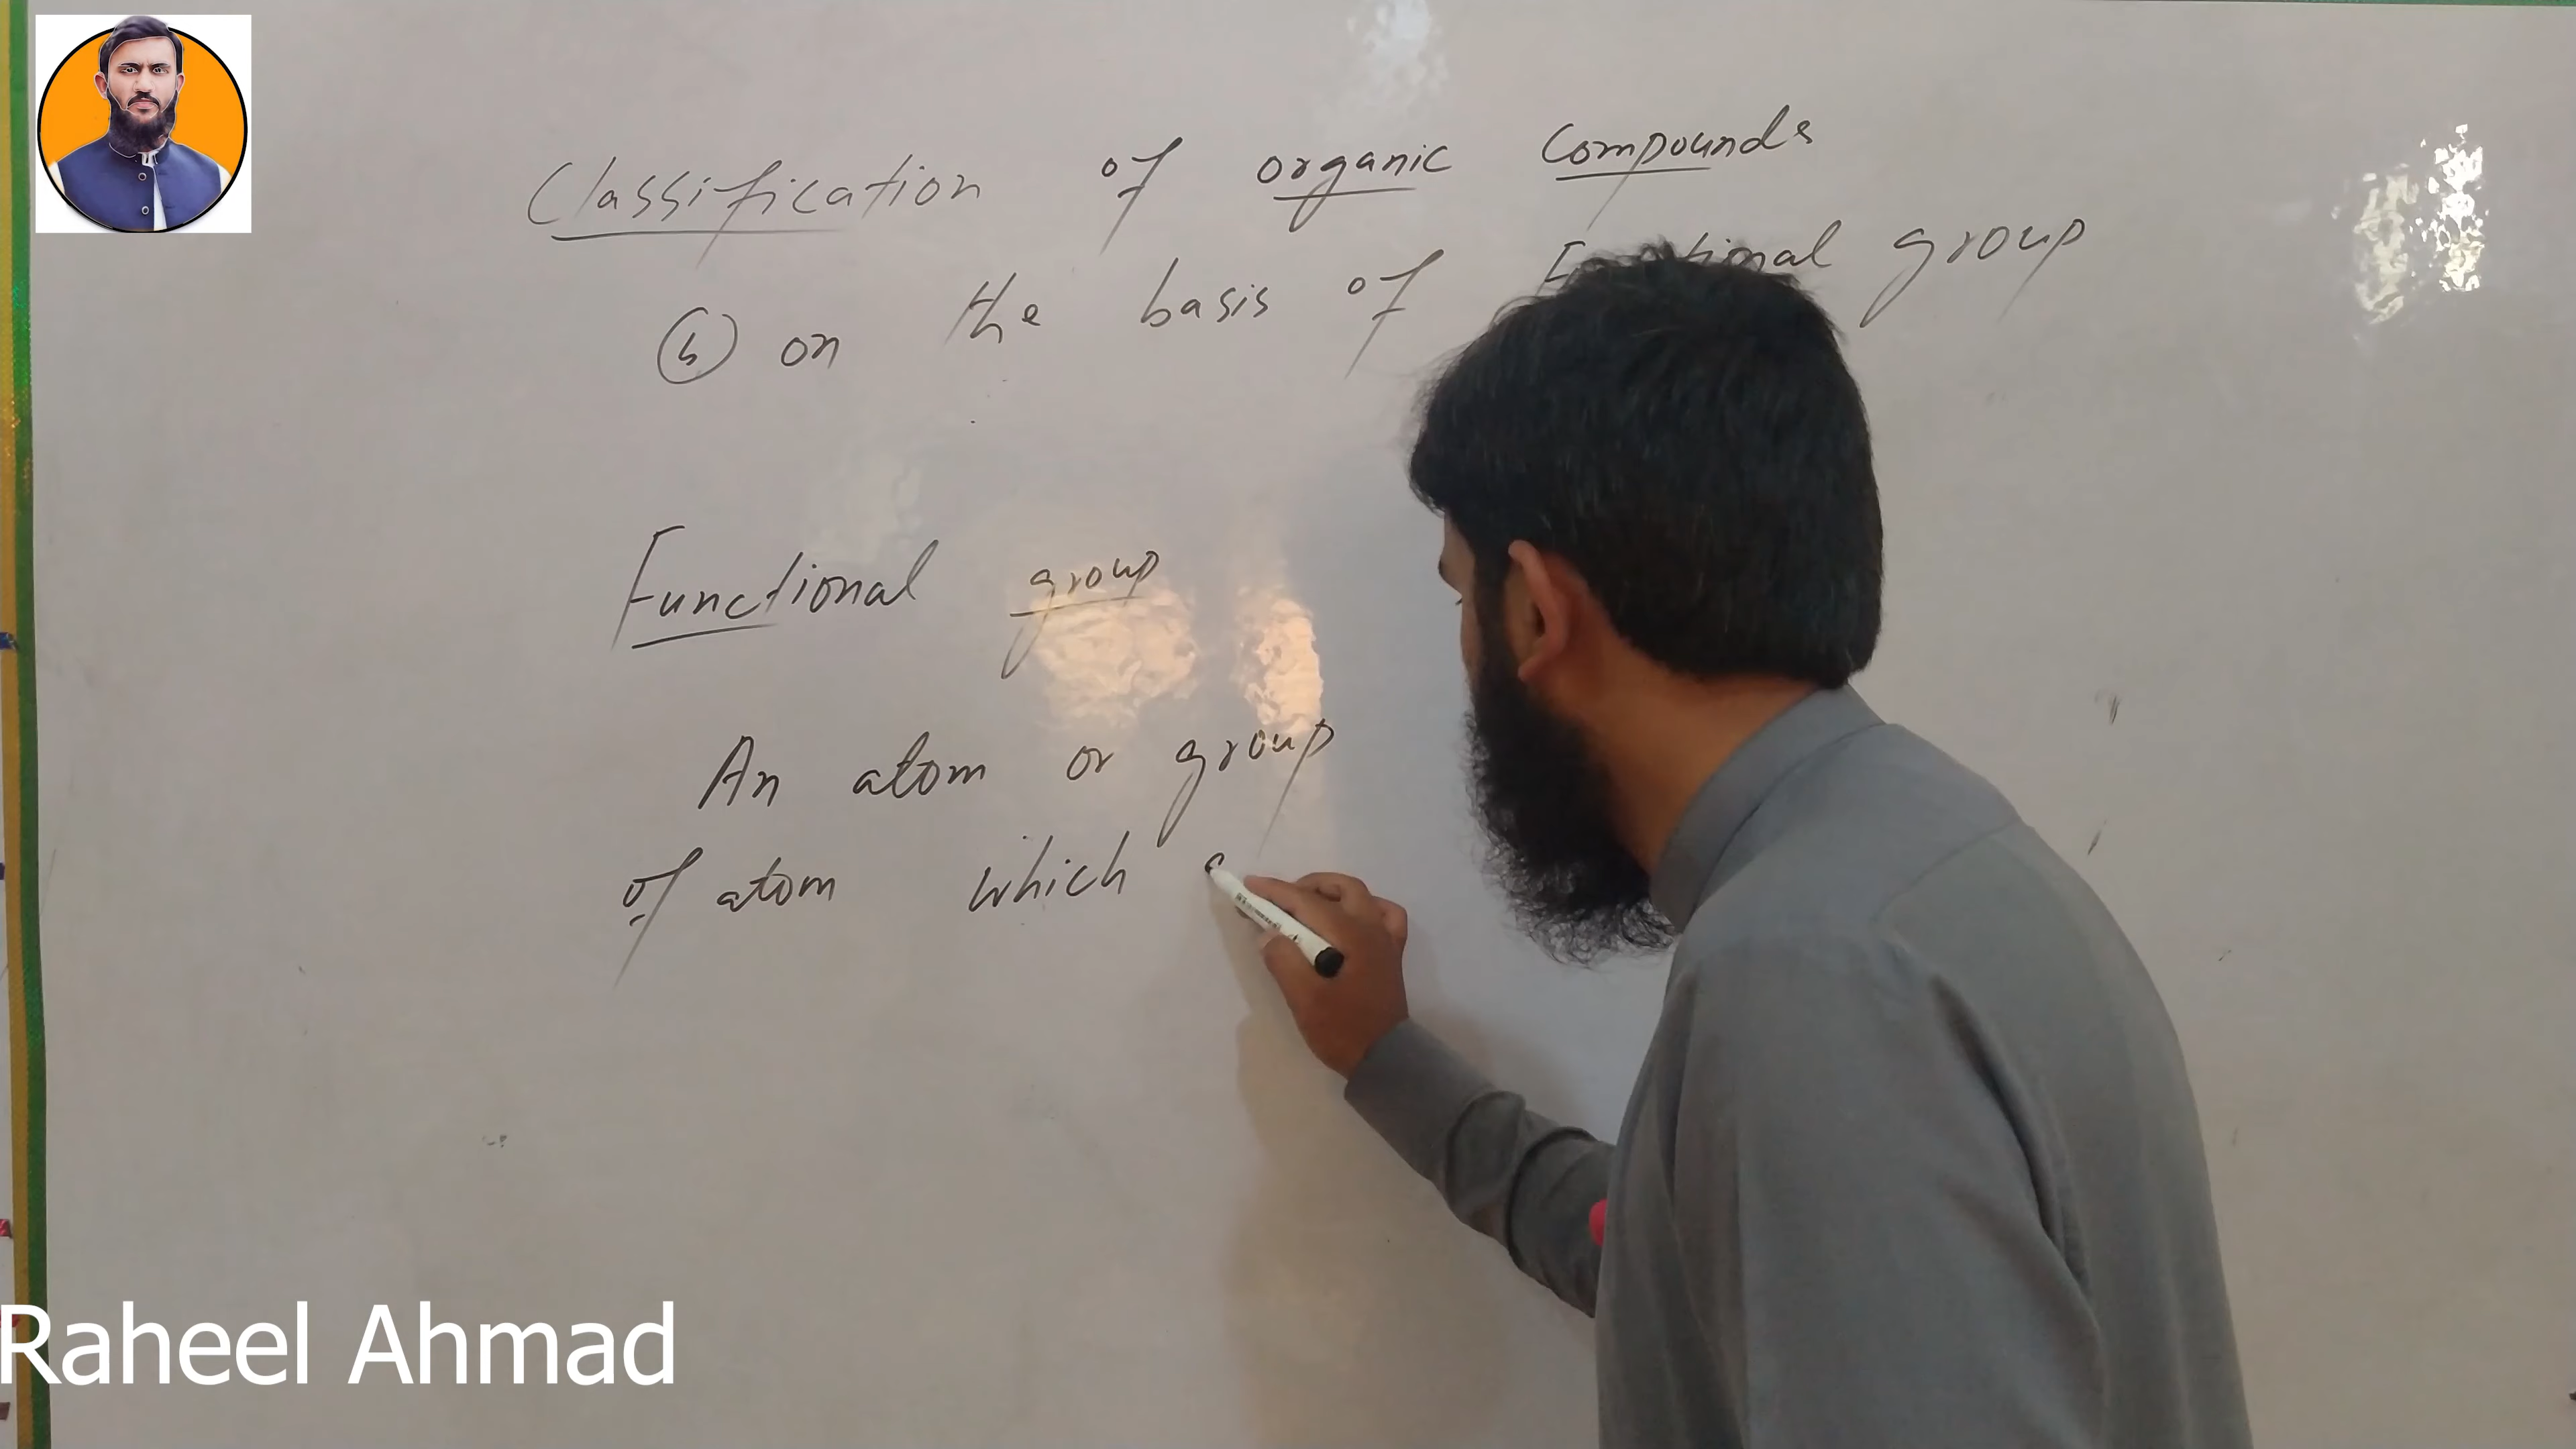 Classification of organic compounds
(b) on the basis of group
Functional group
An atom or group
of atom which
Raheel Ahmad